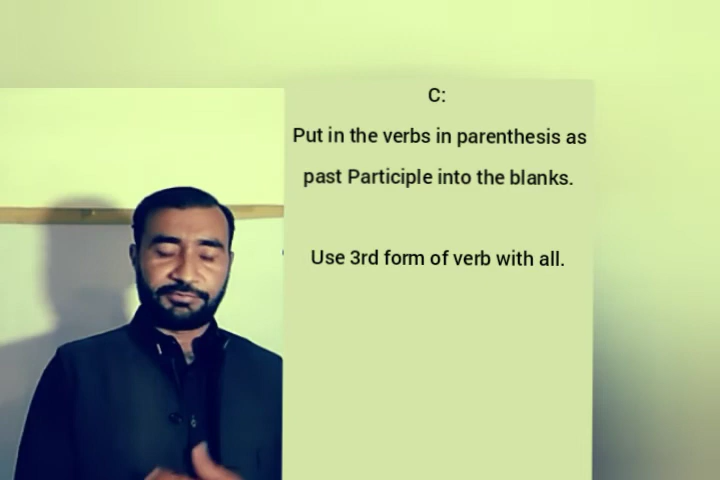 C:
Put in the verbs in parenthesis as
past Participle into the blanks.
Use 3rd form of verb with all.